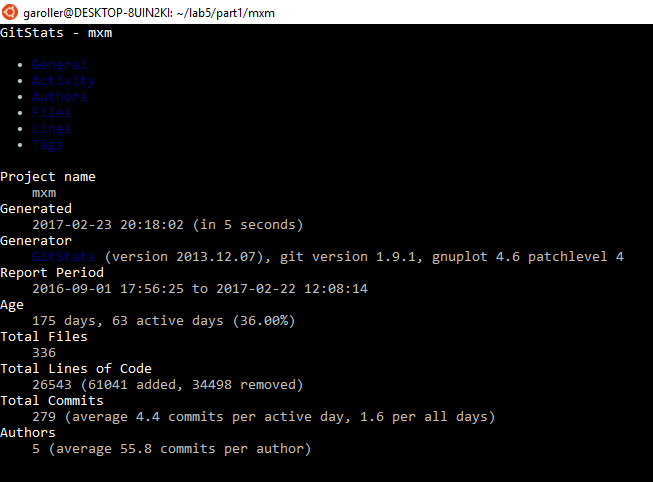 garoller@DESKTOP-8UIN2KI: ~/lab5/part1/mxm
GitStats - mxm
• General
• Activity
• Authors
• Files
• Lines
• Tags
Project name
mxm
Generated
2017-02-23 20:18:02 (in 5 seconds)
Generator
GitStats (version 2013.12.07), git version 1.9.1, gnuplot 4.6 patchlevel 4
Report Period
2016-09-01 17:56:25 to 2017-02-22 12:08:14
Age
175 days, 63 active days (36.00%)
Total Files
336
Total Lines of Code
26543 (61041 added, 34498 removed)
Total Commits
279 (average 4.4 commits per active day, 1.6 per all days)
Authors
5 (average 55.8 commits per author)